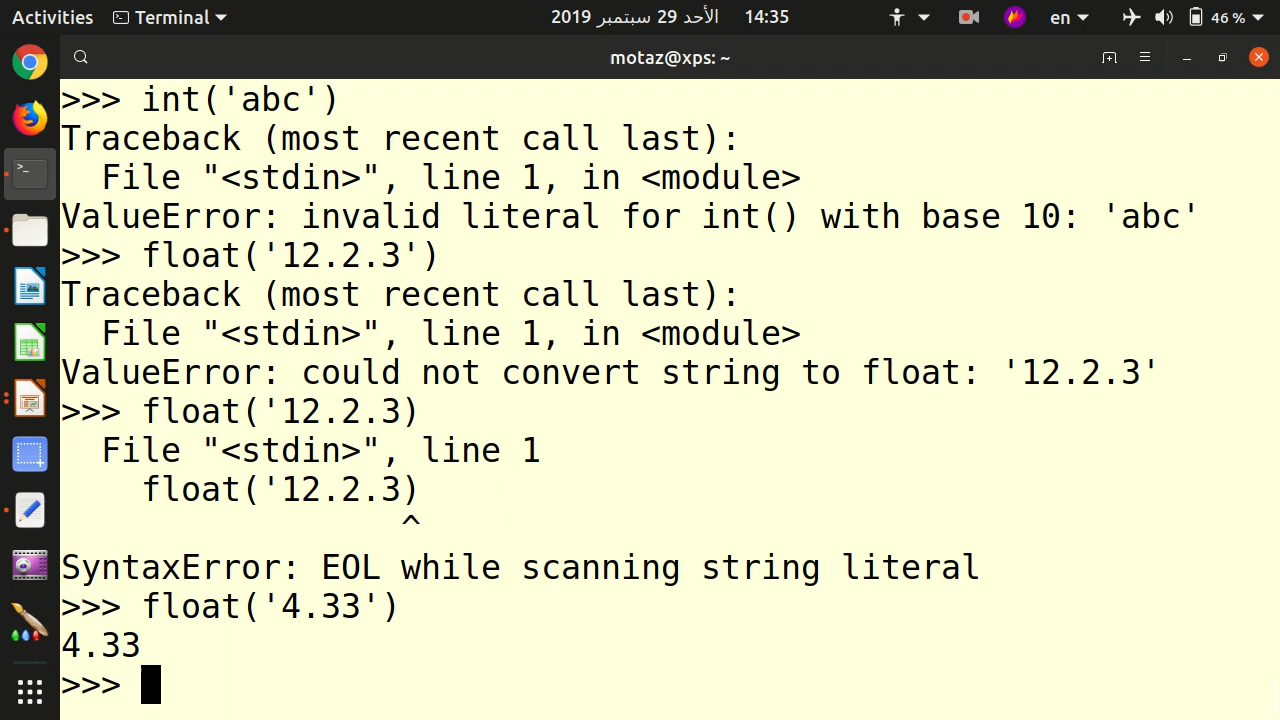 Activities Terminal الأحد 29 سبتمبر 2019 14:35 en 46 %
motaz@xps: ~
>>> int('abc')
Traceback (most recent call last):
  File "<stdin>", line 1, in <module>
ValueError: invalid literal for int() with base 10: 'abc'
>>> float('12.2.3')
Traceback (most recent call last):
  File "<stdin>", line 1, in <module>
ValueError: could not convert string to float: '12.2.3'
>>> float('12.2.3)
  File "<stdin>", line 1
    float('12.2.3)
                 ^
SyntaxError: EOL while scanning string literal
>>> float('4.33')
4.33
>>>